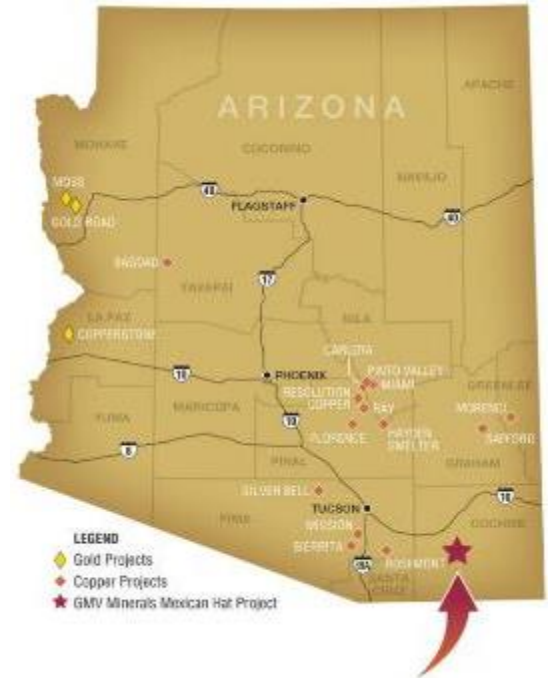 ARIZONA
APACHE
MOHAVE
COCONINO
NAVAJO
MOSS
40
FLAGSTAFF
40
GOLD ROAD
BAGDAD
17
YAVAPAI
LA PAZ
GILA
COPPERSTONE
CARLOTA
PINTO VALLEY
10
PHOENIX
MIAMI
GREENLEE
RESOLUTION
COPPER
RAY
MORENCI
YUMA
MARICOPA
10
FLORENCE
HAYDEN
SMELTER
SAFFORD
8
PINAL
GRAHAM
SILVER BELL
10
TUCSON
PIMA
COCHISE
MISSION
SIERRITA
ROSEMONT
SANTA
CRUZ
LEGEND
Gold Projects
Copper Projects
GMV Minerals Mexican Hat Project